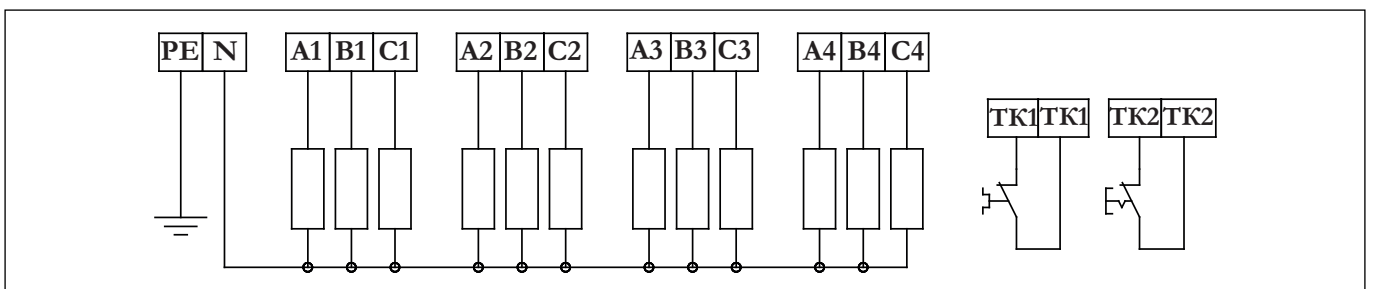 PE N A1 B1 C1 A2 B2 C2 A3 B3 C3 A4 B4 C4
TK1 TK1 TK2 TK2